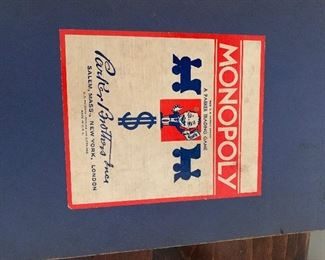 MONOPOLY
A PARKER TRADING GAME
$
Parker Brothers Inc.
SALEM, MASS., NEW YORK, LONDON